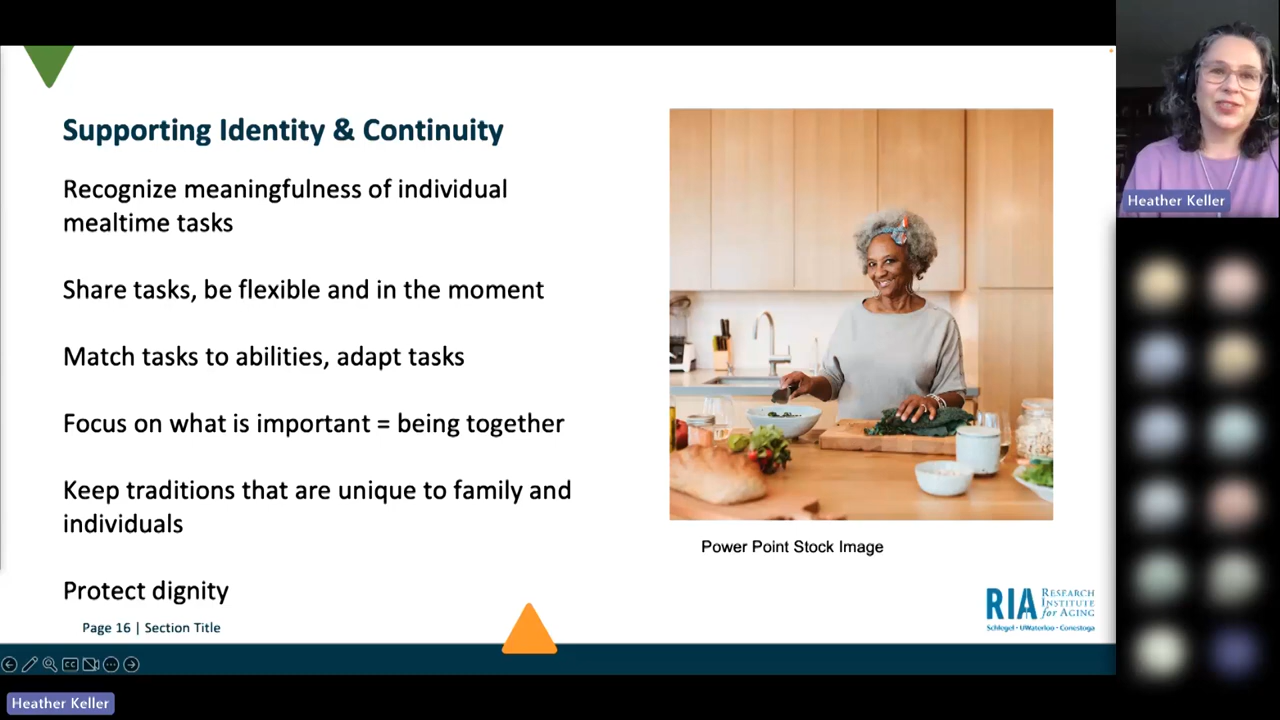 Supporting Identity & Continuity
Recognize meaningfulness of individual
mealtime tasks
Share tasks, be flexible and in the moment
Match tasks to abilities, adapt tasks
Focus on what is important = being together
Keep traditions that are unique to family and
individuals
Protect dignity
Page 16 | Section Title
Power Point Stock Image
RIA
RESEARCH
INSTITUTE
for AGING
Schlegel • UWaterloo • Conestoga
CC
Heather Keller
Heather Keller